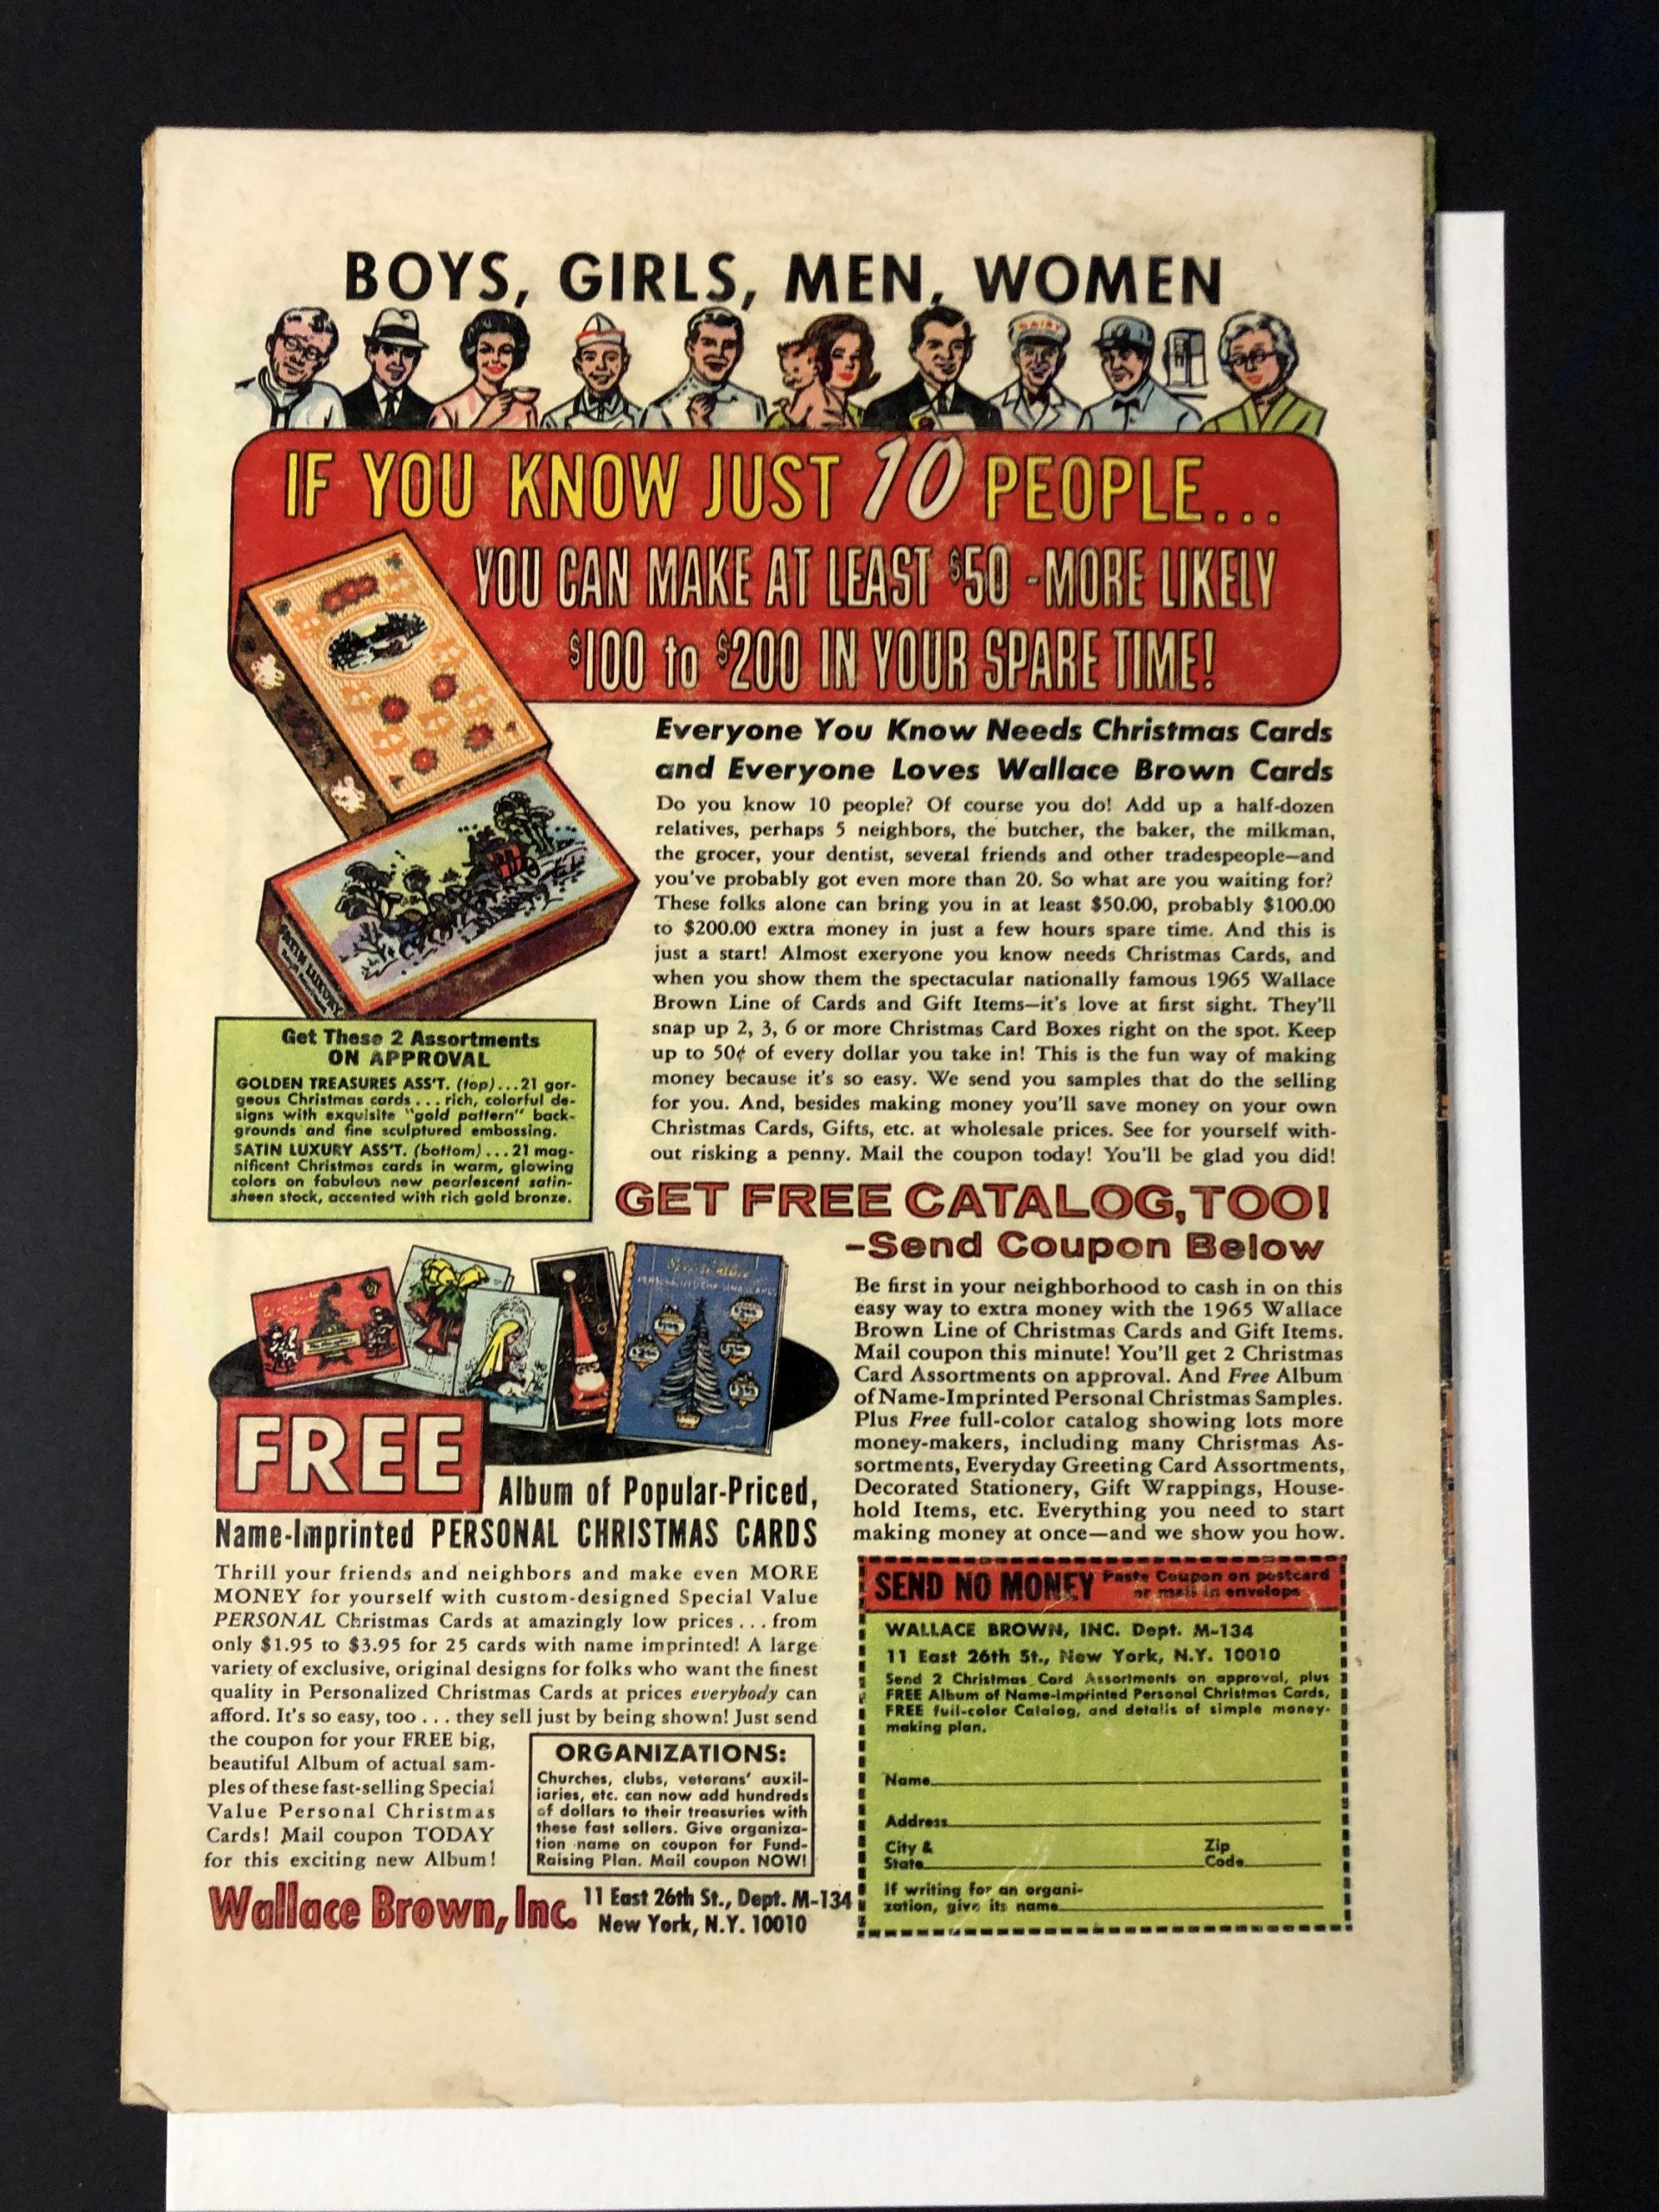 BOYS, GIRLS, MEN, WOMEN
DAIRY
IF YOU KNOW JUST 10 PEOPLE...
YOU CAN MAKE AT LEAST $50 - MORE LIKELY
$100 to $200 IN YOUR SPARE TIME!
Everyone You Know Needs Christmas Cards
and Everyone Loves Wallace Brown Cards
Do you know 10 people? Of course you do! Add up a half-dozen
relatives, perhaps 5 neighbors, the butcher, the baker, the milkman,
the grocer, your dentist, several friends and other tradespeople—and
you've probably got even more than 20. So what are you waiting for?
These folks alone can bring you in at least $50.00, probably $100.00
to $200.00 extra money in just a few hours spare time. And this is
just a start! Almost exeryone you know needs Christmas Cards, and
when you show them the spectacular nationally famous 1965 Wallace
Brown Line of Cards and Gift Items—it's love at first sight. They'll
snap up 2, 3, 6 or more Christmas Card Boxes right on the spot. Keep
up to 50¢ of every dollar you take in! This is the fun way of making
money because it's so easy. We send you samples that do the selling
for you. And, besides making money you'll save money on your own
Christmas Cards, Gifts, etc. at wholesale prices. See for yourself with-
out risking a penny. Mail the coupon today! You'll be glad you did!
SATIN LUXURY
Get These 2 Assortments
ON APPROVAL
GOLDEN TREASURES ASS'T. (top)...21 gor-
geous Christmas cards ... rich, colorful de-
signs with exquisite "gold pattern" back-
grounds and fine sculptured embossing.
SATIN LUXURY ASS'T. (bottom)...21 mag-
nificent Christmas cards in warm, glowing
colors on fabulous new pearlescent satin-
sheen stock, accented with rich gold bronze.
GET FREE CATALOG, TOO!
-Send Coupon Below
Be first in your neighborhood to cash in on this
easy way to extra money with the 1965 Wallace
Brown Line of Christmas Cards and Gift Items.
Mail coupon this minute! You'll get 2 Christmas
Card Assortments on approval. And Free Album
of Name-Imprinted Personal Christmas Samples.
Plus Free full-color catalog showing lots more
money-makers, including many Christmas As-
sortments, Everyday Greeting Card Assortments,
Decorated Stationery, Gift Wrappings, House-
hold Items, etc. Everything you need to start
making money at once—and we show you how.
FREE
Album of Popular-Priced,
Name-Imprinted PERSONAL CHRISTMAS CARDS
Thrill your friends and neighbors and make even MORE
MONEY for yourself with custom-designed Special Value
PERSONAL Christmas Cards at amazingly low prices ... from
only $1.95 to $3.95 for 25 cards with name imprinted! A large
variety of exclusive, original designs for folks who want the finest
quality in Personalized Christmas Cards at prices everybody can
afford. It's so easy, too ... they sell just by being shown! Just send
the coupon for your FREE big,
beautiful Album of actual sam-
ples of these fast-selling Special
Value Personal Christmas
Cards! Mail coupon TODAY
for this exciting new Album!
ORGANIZATIONS:
Churches, clubs, veterans' auxil-
iaries, etc. can now add hundreds
of dollars to their treasuries with
these fast sellers. Give organiza-
tion name on coupon for Fund-
Raising Plan. Mail coupon NOW!
Wallace Brown, Inc.
11 East 26th St., Dept. M-134
New York, N.Y. 10010
SEND NO MONEY Paste Coupon on postcard
or mail in envelope
WALLACE BROWN, INC. Dept. M-134
11 East 26th St., New York, N.Y. 10010
Send 2 Christmas Card Assortments on approval, plus
FREE Album of Name-Imprinted Personal Christmas Cards,
FREE full-color Catalog, and details of simple money-
making plan.
Name
Address
City & Zip
State Code
If writing for an organi-
zation, give its name